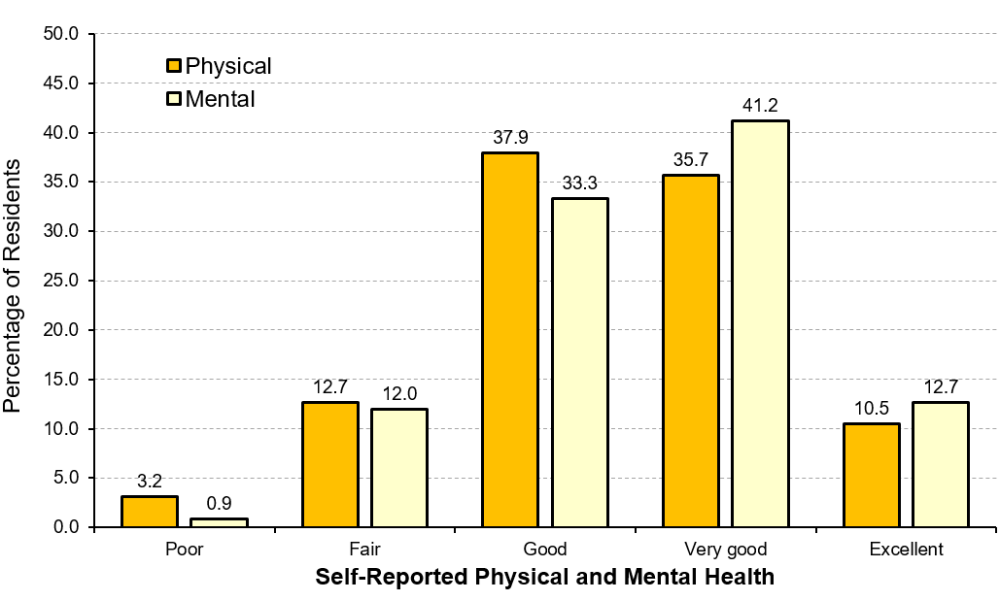 50.0
45.0
40.0
35.0
30.0
25.0
20.0
15.0
10.0
5.0
0.0
Percentage of Residents
Physical
Mental
3.2
0.9
12.7
12.0
37.9
33.3
35.7
41.2
10.5
12.7
Poor
Fair
Good
Very good
Excellent
Self-Reported Physical and Mental Health